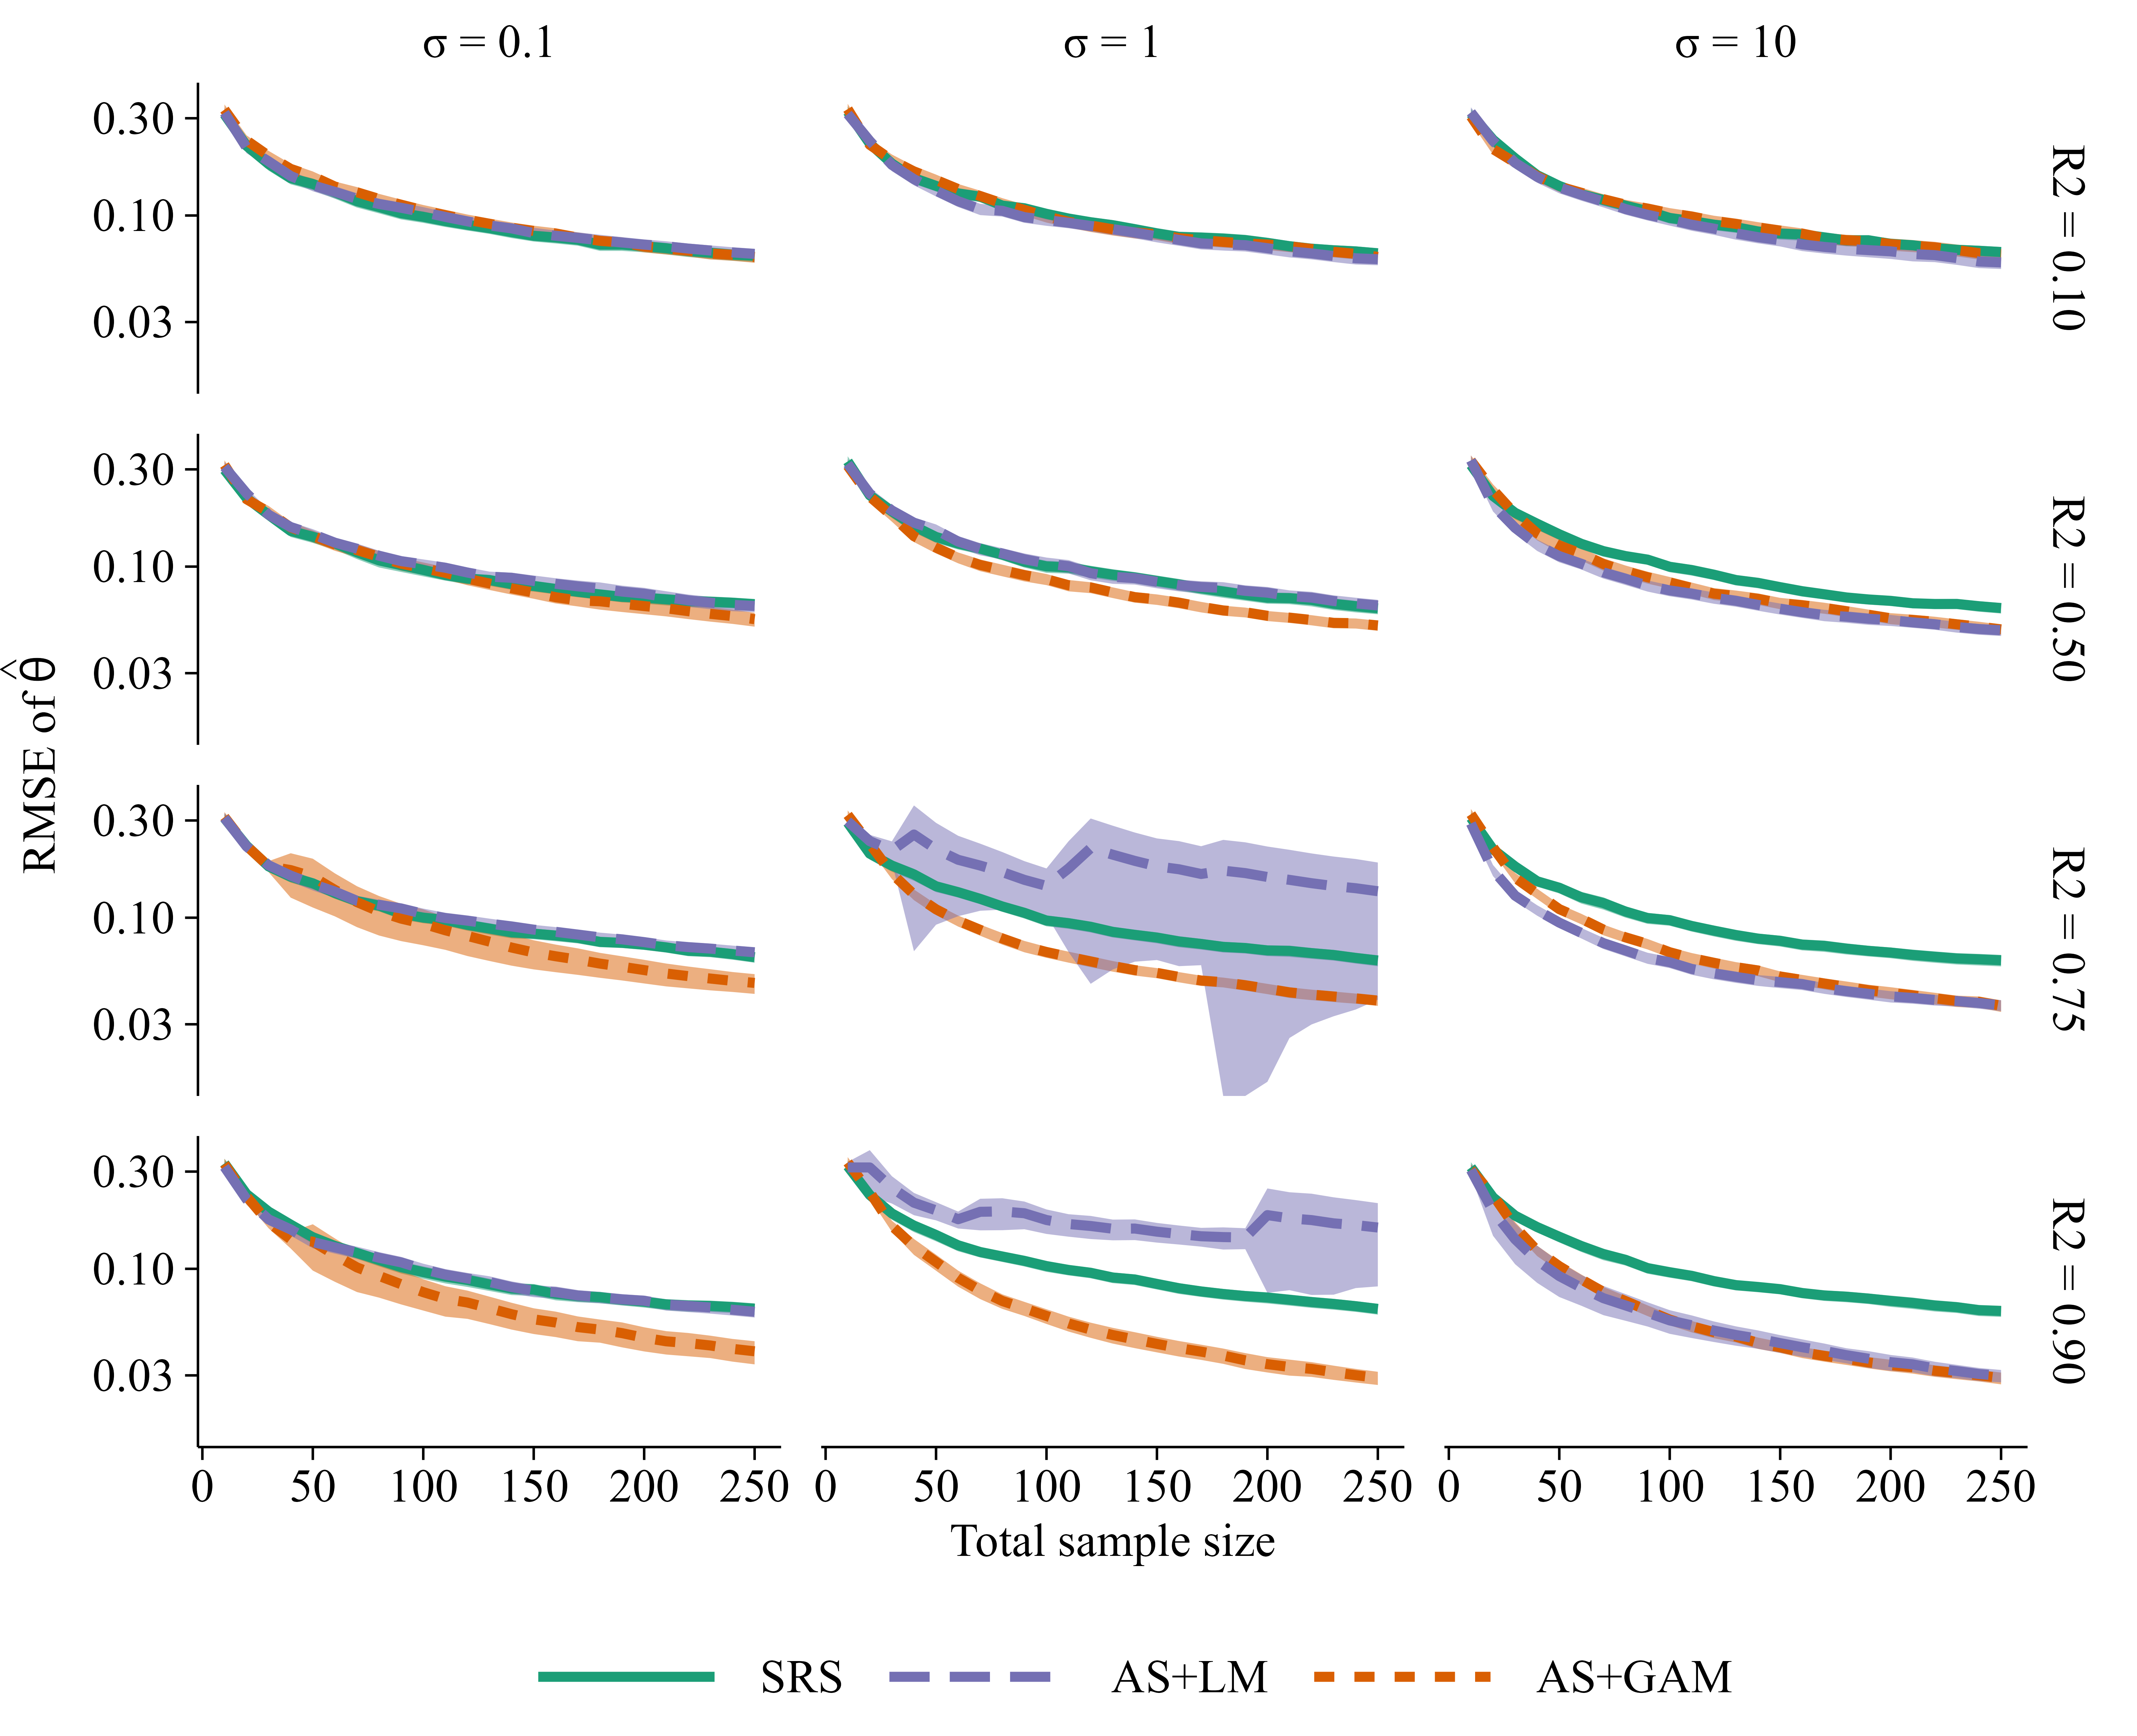 σ = 0.1 σ = 1 σ = 10
0.30
0.10
0.03
R2 = 0.10
0.30
0.10
0.03
R2 = 0.50
0.30
0.10
0.03
R2 = 0.75
0.30
0.10
0.03
R2 = 0.90
RMSE of θ̂
0 50 100 150 200 250 0 50 100 150 200 250 0 50 100 150 200 250
Total sample size
SRS AS+LM AS+GAM